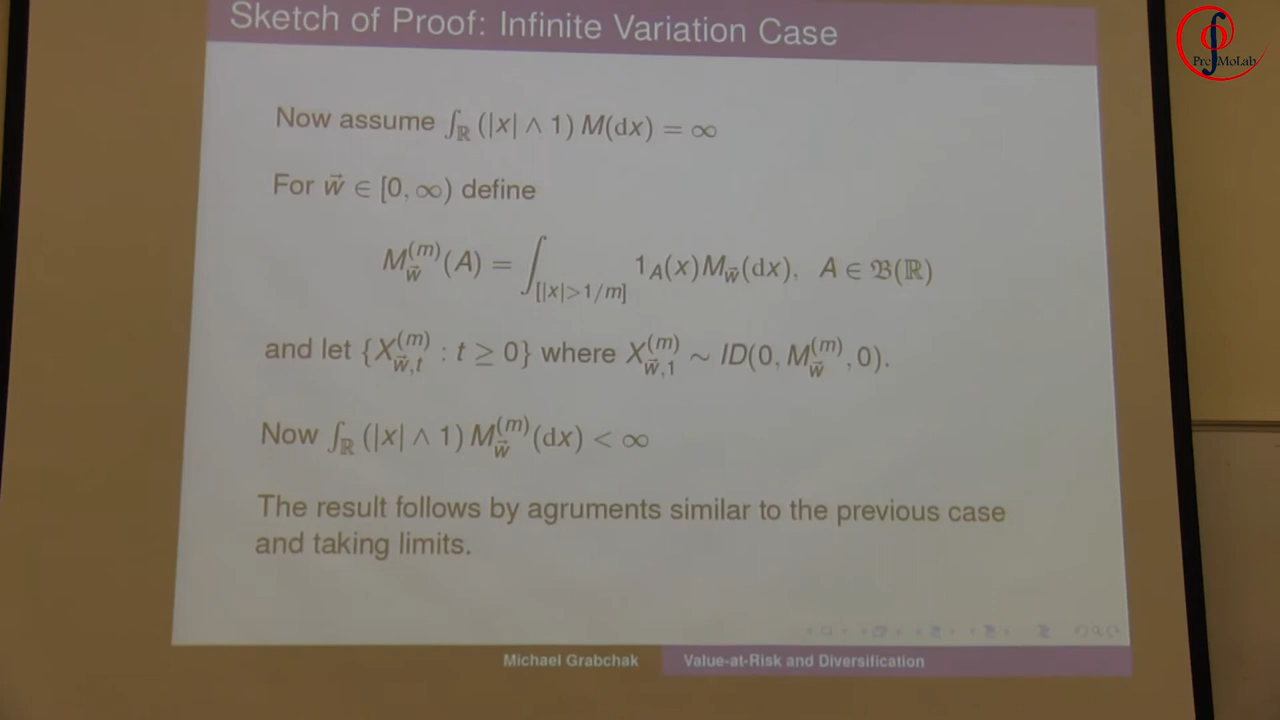 Sketch of Proof: Infinite Variation Case
Now assume ∫_ℝ (|x| ∧ 1) M(dx) = ∞
For w⃗ ∈ [0, ∞) define
M_w⃗^(m)(A) = ∫_[|x|>1/m] 1_A(x)M_w⃗(dx), A ∈ 𝔅(ℝ)
and let {X_w⃗,t^(m) : t ≥ 0} where X_w⃗,1^(m) ~ ID(0, M_w⃗^(m), 0).
Now ∫_ℝ (|x| ∧ 1) M_w⃗^(m)(dx) < ∞
The result follows by agruments similar to the previous case
and taking limits.
Michael Grabchak
Value-at-Risk and Diversification